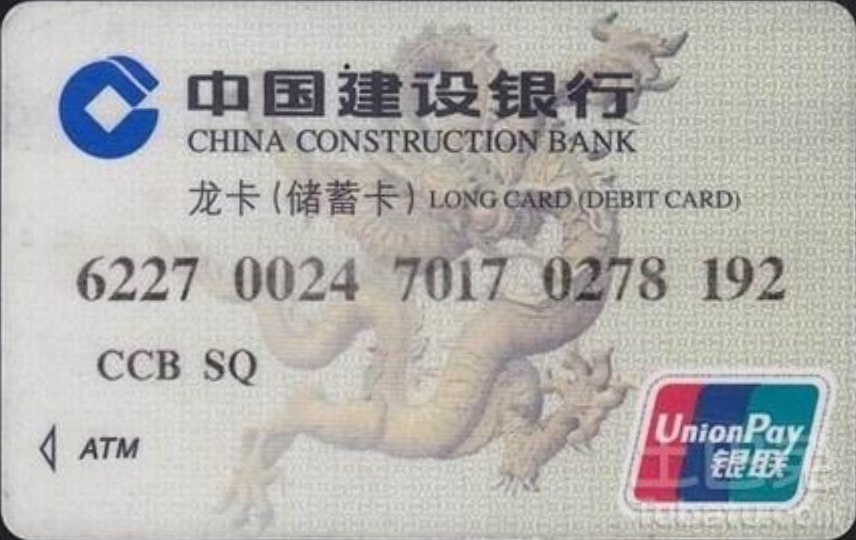 中国建设银行
CHINA CONSTRUCTION BANK
龙卡(储蓄卡) LONG CARD (DEBIT CARD)
6227 0024 7017 0278 192
CCB SQ
ATM
UnionPay
银联